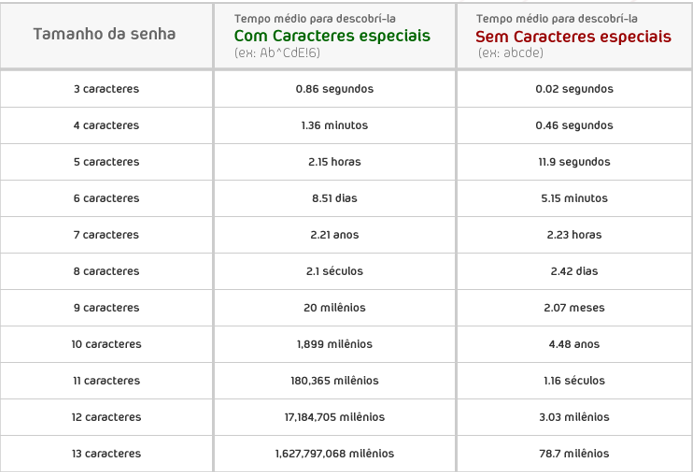 Tamanho da senha
Tempo médio para descobrí-la
Com Caracteres especiais
(ex: Ab^CdE!6)
Tempo médio para descobrí-la
Sem Caracteres especiais
(ex: abcde)
3 caracteres 0.86 segundos 0.02 segundos
4 caracteres 1.36 minutos 0.46 segundos
5 caracteres 2.15 horas 11.9 segundos
6 caracteres 8.51 dias 5.15 minutos
7 caracteres 2.21 anos 2.23 horas
8 caracteres 2.1 séculos 2.42 dias
9 caracteres 20 milênios 2.07 meses
10 caracteres 1,899 milênios 4.48 anos
11 caracteres 180,365 milênios 1.16 séculos
12 caracteres 17,184,705 milênios 3.03 milênios
13 caracteres 1,627,797,068 milênios 78.7 milênios